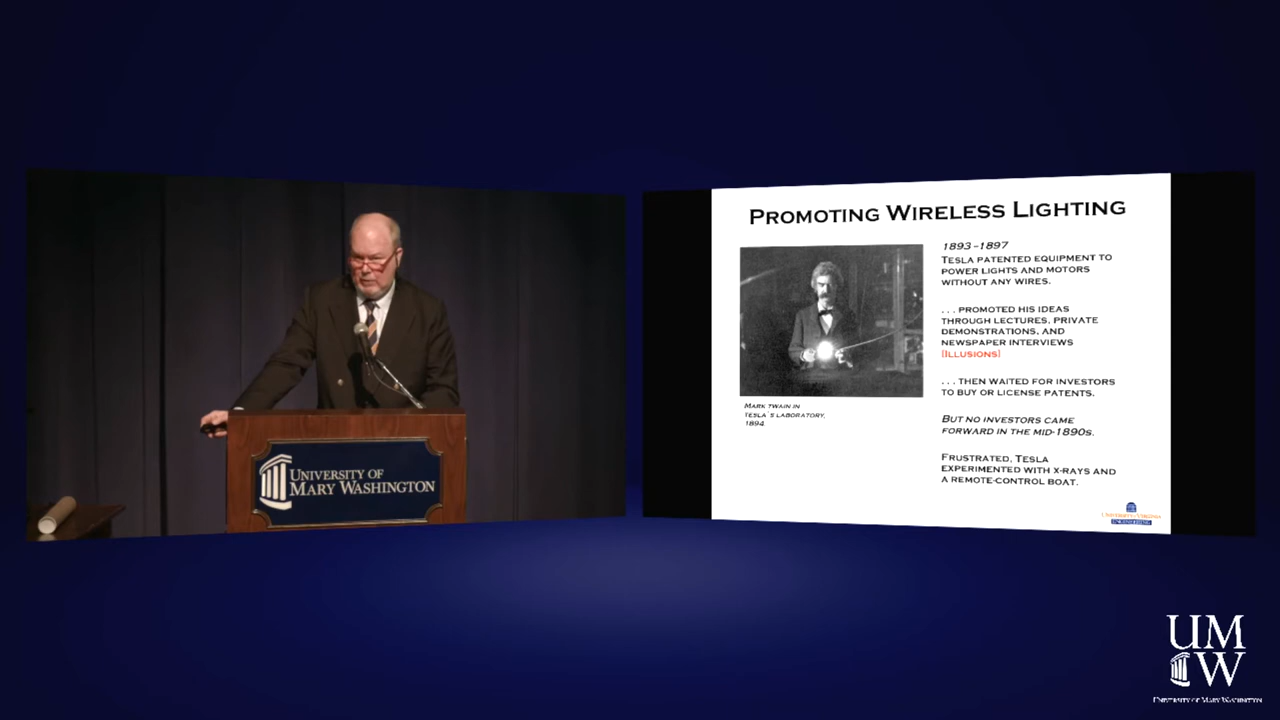 UNIVERSITY OF
MARY WASHINGTON
PROMOTING WIRELESS LIGHTING
MARK TWAIN IN
TESLA'S LABORATORY,
1894.
1893–1897
TESLA PATENTED EQUIPMENT TO
POWER LIGHTS AND MOTORS
WITHOUT ANY WIRES.
. . . PROMOTED HIS IDEAS
THROUGH LECTURES, PRIVATE
DEMONSTRATIONS, AND
NEWSPAPER INTERVIEWS
[ILLUSIONS]
. . . THEN WAITED FOR INVESTORS
TO BUY OR LICENSE PATENTS.
BUT NO INVESTORS CAME
FORWARD IN THE MID-1890S.
FRUSTRATED, TESLA
EXPERIMENTED WITH X-RAYS AND
A REMOTE-CONTROL BOAT.
UNIVERSITY of VIRGINIA
ENGINEERING
UM
W
UNIVERSITY OF MARY WASHINGTON